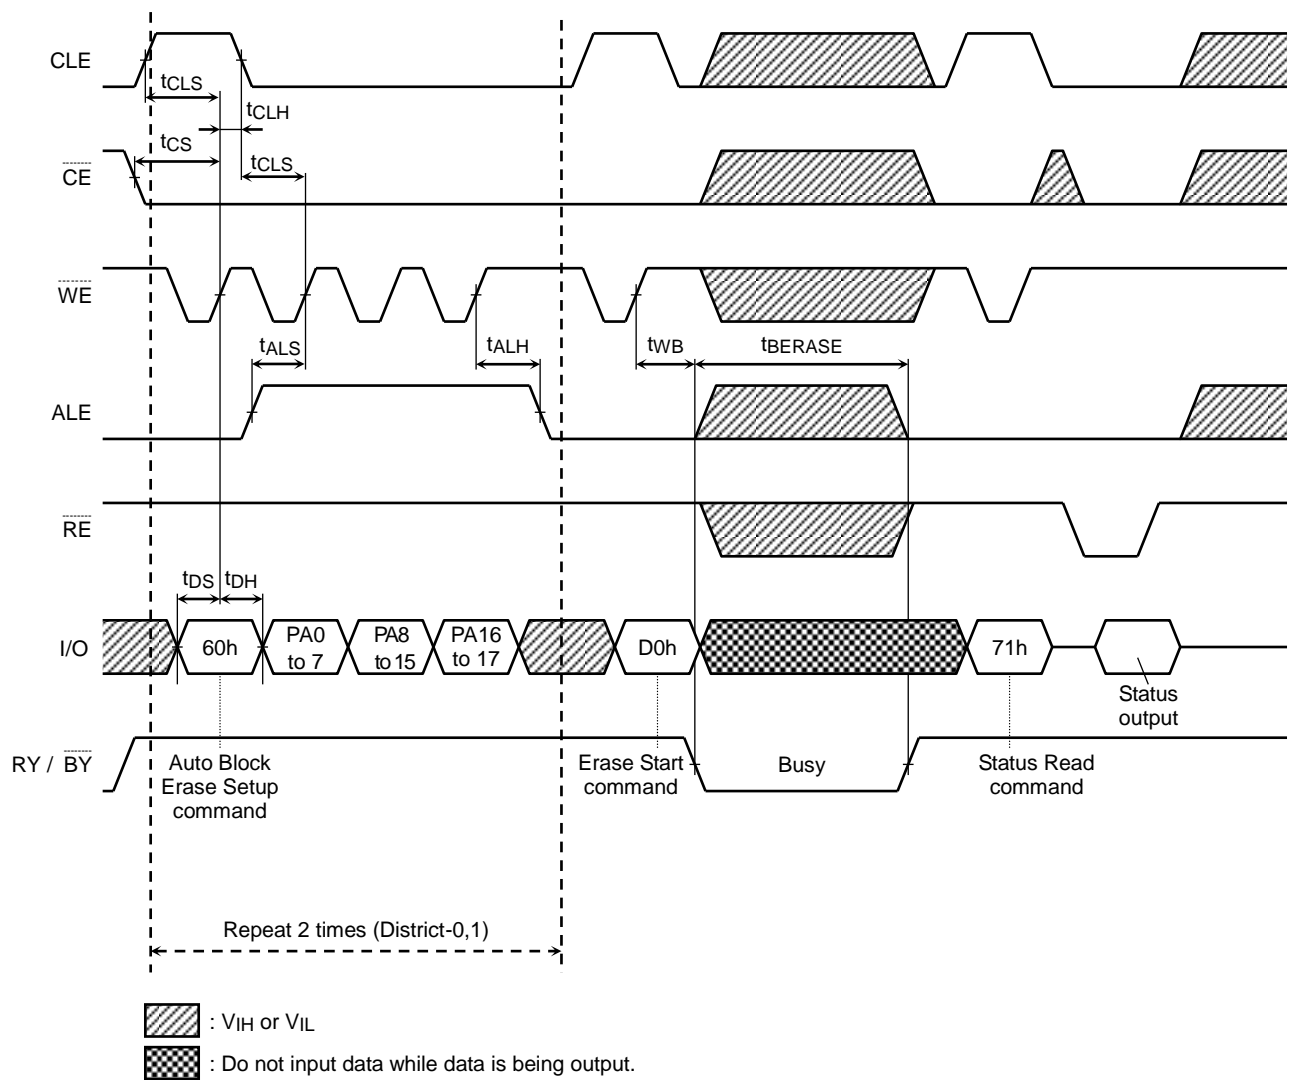 CLE
tCLS
tCLH
tCS
CE
tCLS
WE
tALS
tALH
tWB
tBERASE
ALE
RE
tDS
tDH
I/O
60h
PA0
to 7
PA8
to 15
PA16
to 17
D0h
71h
Status
output
RY / BY
Auto Block
Erase Setup
command
Erase Start
command
Busy
Status Read
command
Repeat 2 times (District-0,1)
: VIH or VIL
: Do not input data while data is being output.